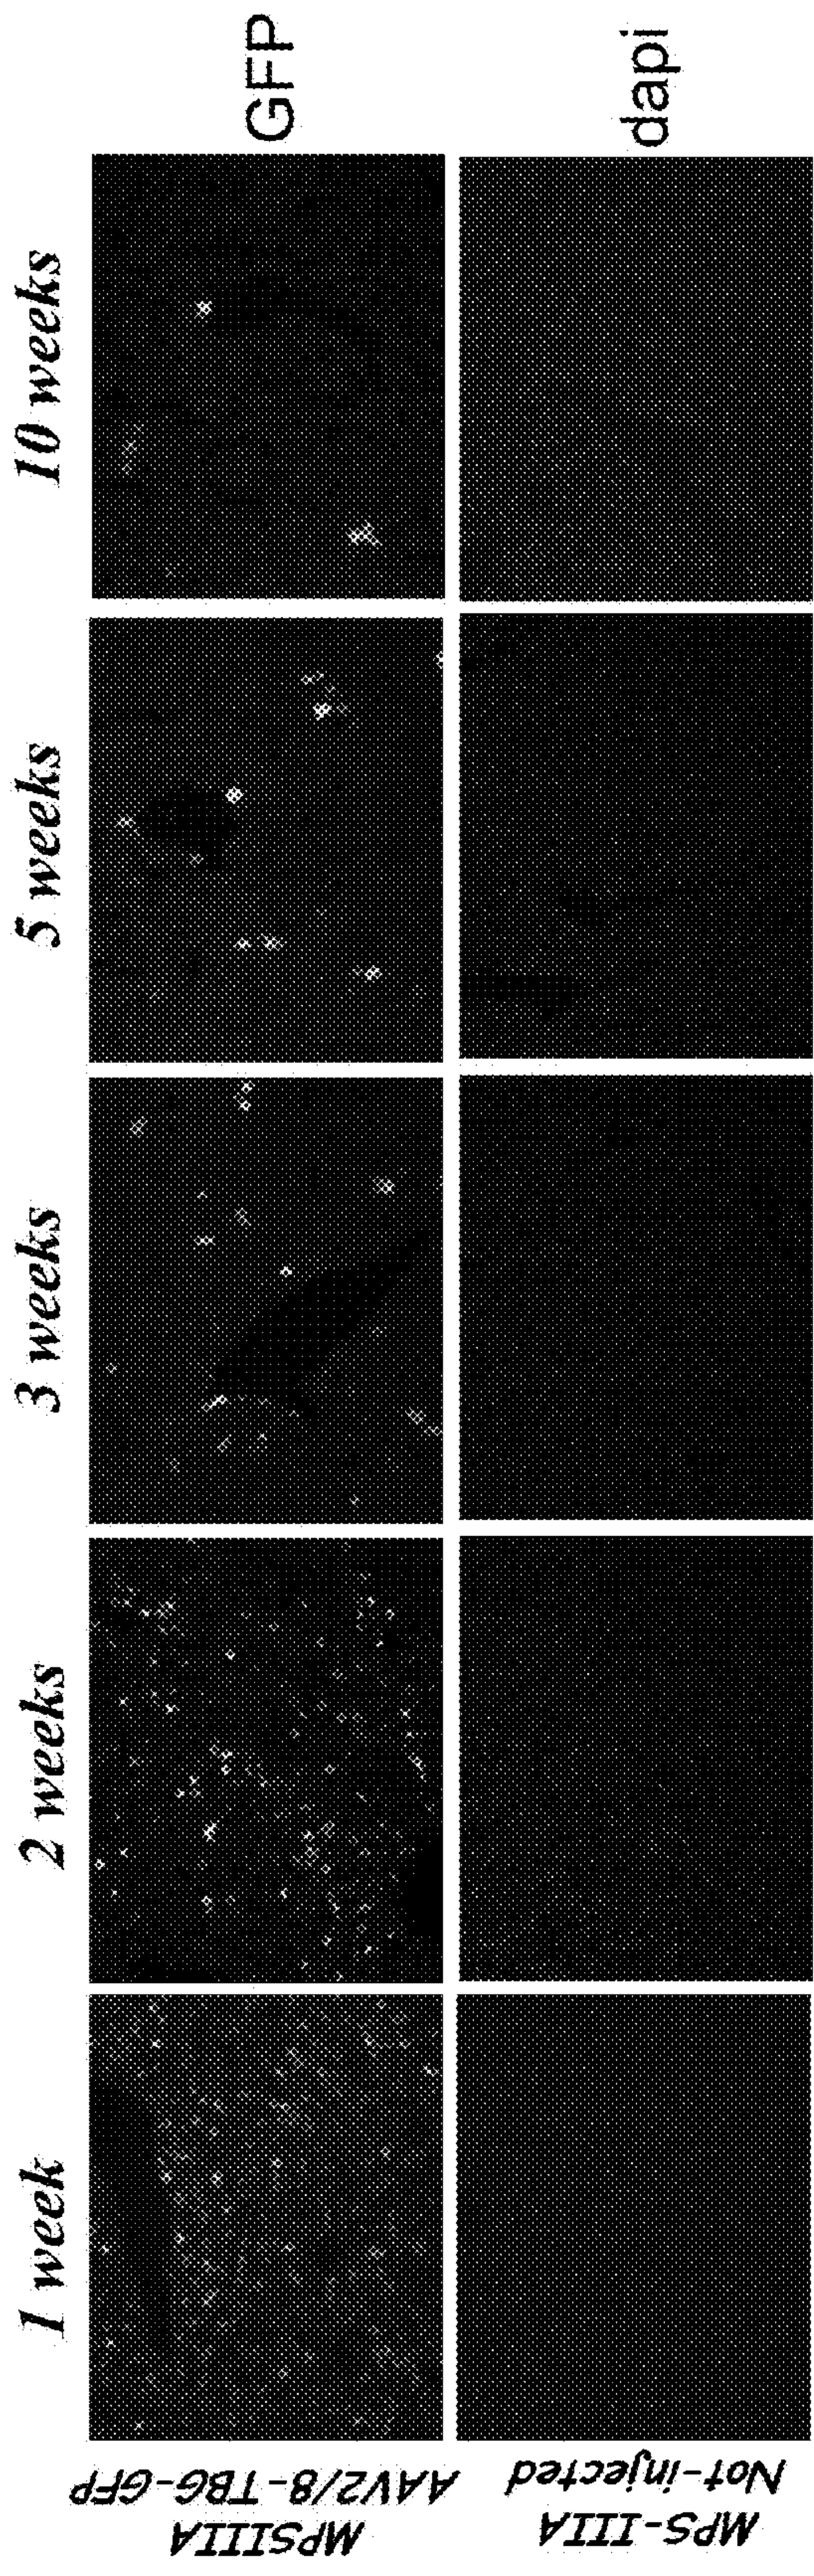 1 week
2 weeks
3 weeks
5 weeks
10 weeks
MPSIIIA
AAV2/8-TBG-GFP
GFP
MPS-IIIA
Not-injected
dapi